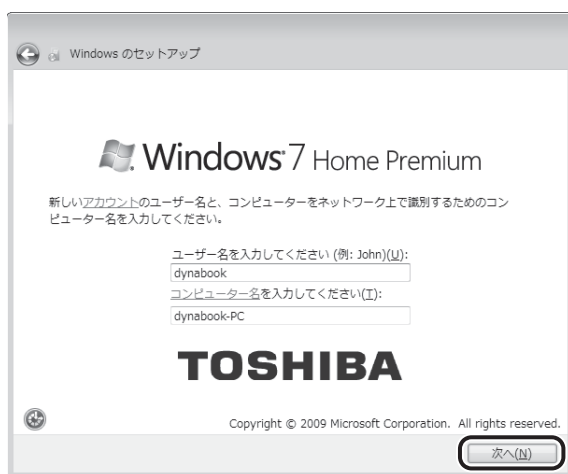 Windows のセットアップ
Windows 7 Home Premium
新しいアカウントのユーザー名と、コンピューターをネットワーク上で識別するためのコン
ピューター名を入力してください。
ユーザー名を入力してください (例: John)(U):
dynabook
コンピューター名を入力してください(T):
dynabook-PC
TOSHIBA
Copyright © 2009 Microsoft Corporation. All rights reserved.
次へ(N)